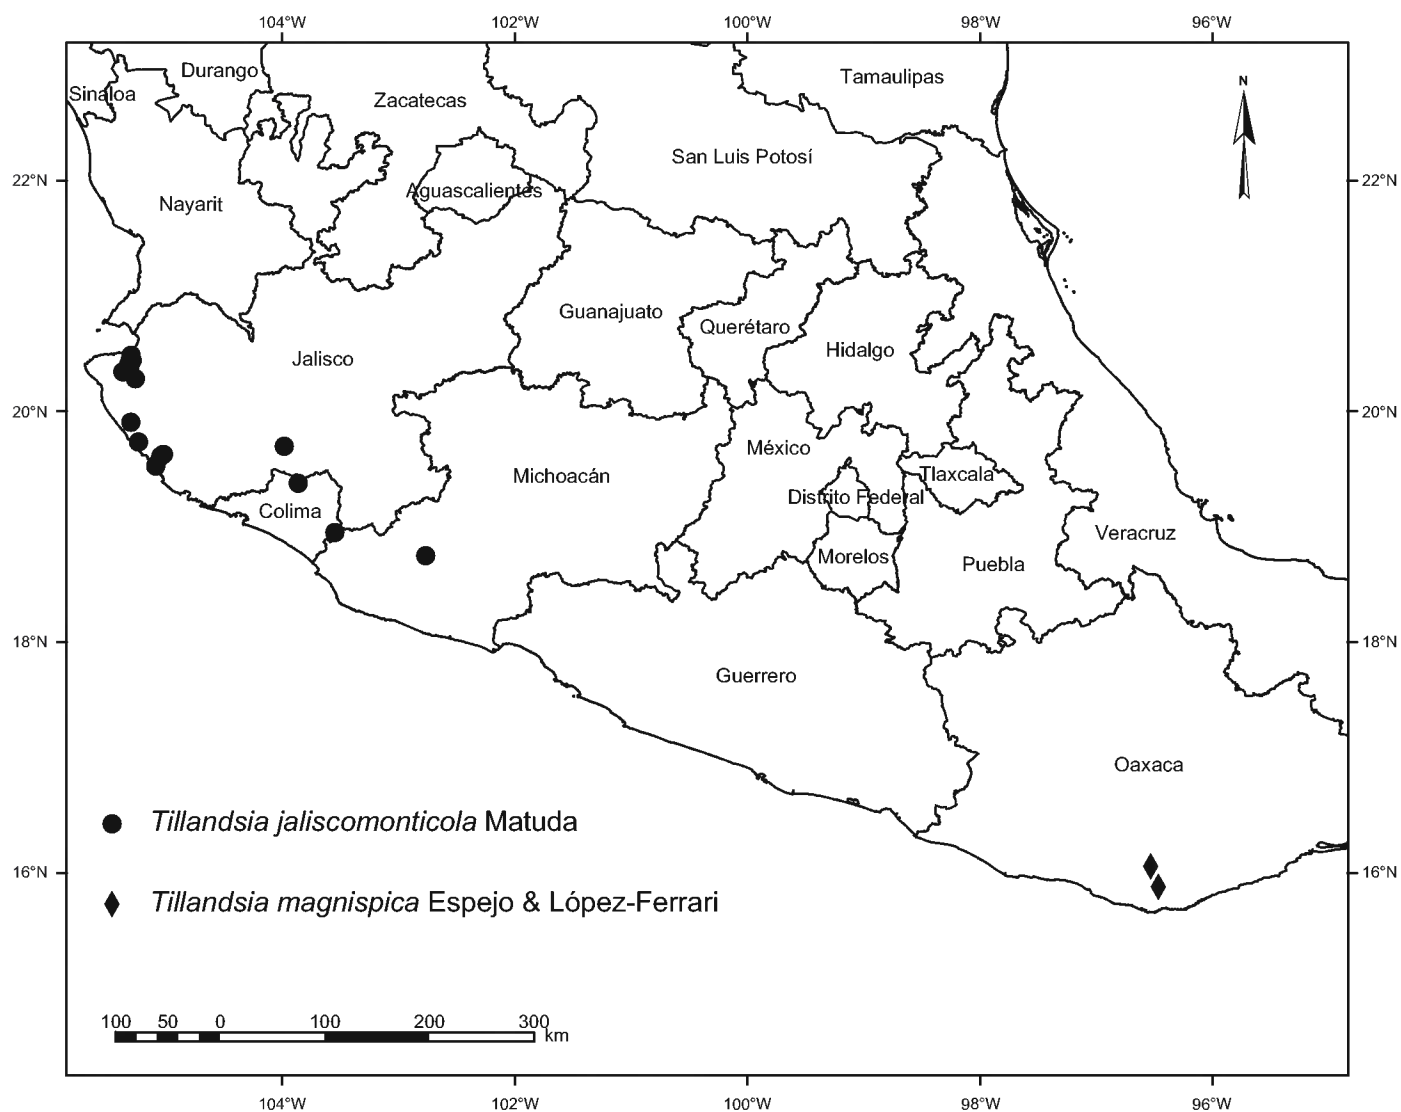 104°W 102°W 100°W 98°W 96°W
Durango
Sinaloa
Zacatecas
Tamaulipas
N
San Luis Potosí
22°N
22°N
Aguascalientes
Nayarit
Guanajuato
Querétaro
Hidalgo
Jalisco
20°N
20°N
México
Michoacán
Tlaxcala
Distrito Federal
Colima
Veracruz
Morelos
Puebla
18°N
18°N
Guerrero
Oaxaca
Tillandsia jaliscomonticola Matuda
16°N
16°N
Tillandsia magnispica Espejo & López-Ferrari
100 50 0 100 200 300
km
104°W 102°W 100°W 98°W 96°W